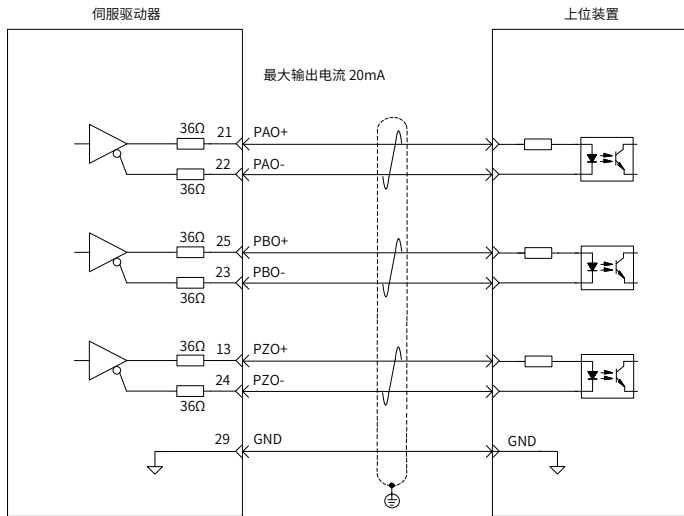 伺服驱动器
上位装置
最大输出电流 20mA
36Ω
21
PAO+
22
PAO-
36Ω
36Ω
25
PBO+
23
PBO-
36Ω
36Ω
13
PZO+
24
PZO-
36Ω
29
GND
GND